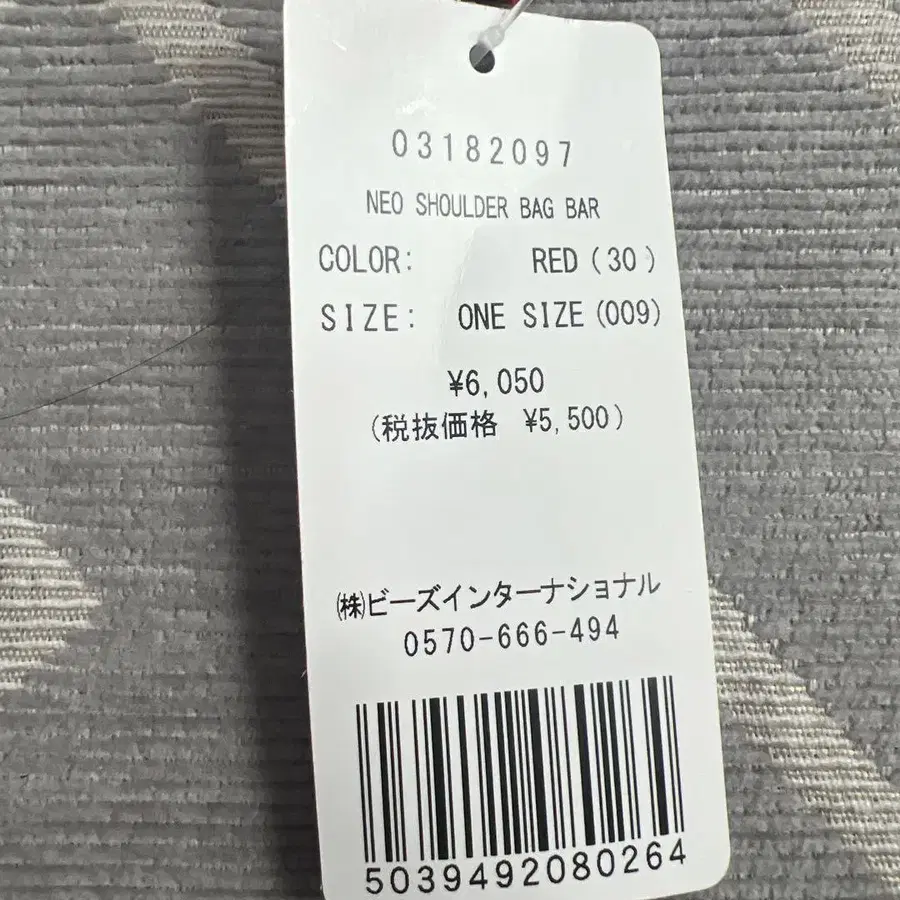 03182097
NEO SHOULDER BAG BAR
COLOR: RED (30)
SIZE: ONE SIZE (009)
¥6,050
(税抜価格 ¥5,500)
㈱ビーズインターナショナル
0570-666-494
5039492080264